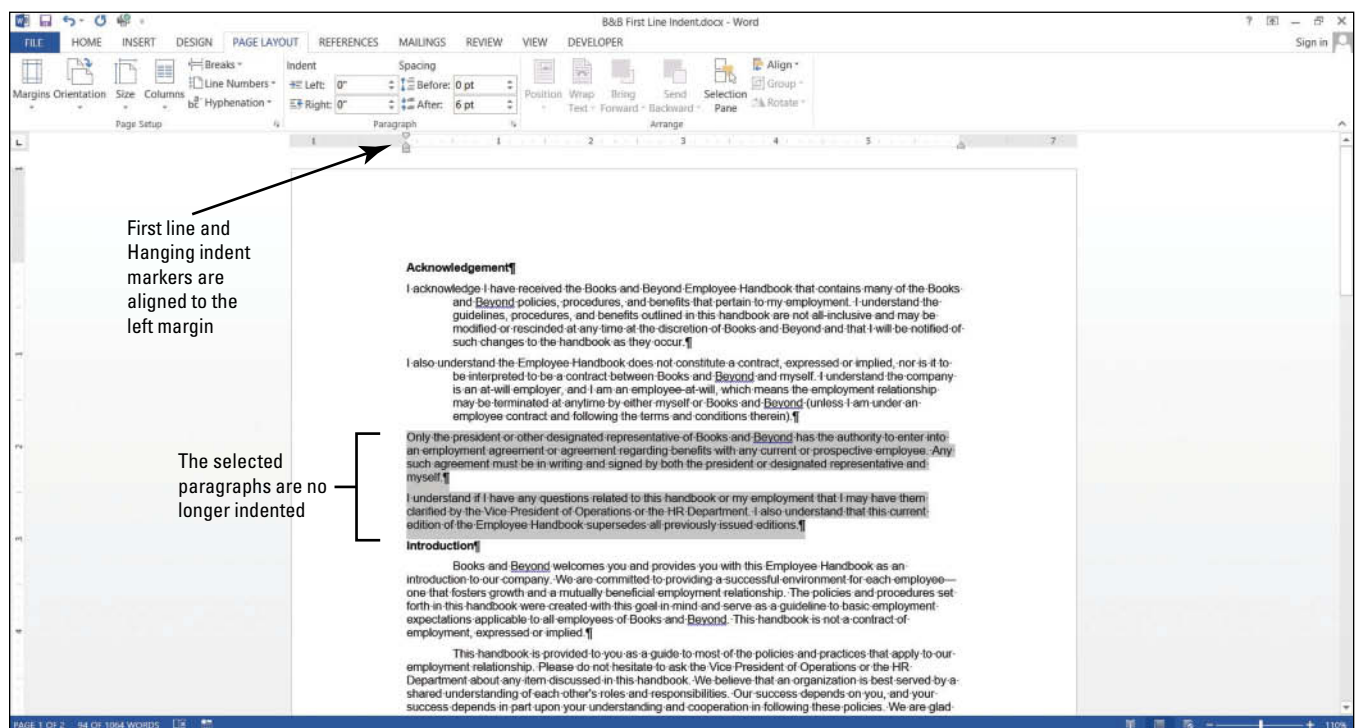 B&B First Line Indent.docx - Word
FILE HOME INSERT DESIGN PAGE LAYOUT REFERENCES MAILINGS REVIEW VIEW DEVELOPER Sign in
Breaks Indent Spacing Align
Line Numbers Left: 0" Before: 0 pt Group
Margins Orientation Size Columns Hyphenation Right: 0" After: 6 pt Position Wrap Text Bring Forward Send Backward Selection Pane Rotate
Page Setup Paragraph Arrange
1 1 2 3 4 5 7
First line and
Hanging indent
markers are
aligned to the
left margin
Acknowledgement¶
I acknowledge I have received the Books and Beyond Employee Handbook that contains many of the Books
and Beyond policies, procedures, and benefits that pertain to my employment. I understand the
guidelines, procedures, and benefits outlined in this handbook are not all-inclusive and may be
modified or rescinded at any time at the discretion of Books and Beyond and that I will be notified of
such changes to the handbook as they occur.¶
I also understand the Employee Handbook does not constitute a contract, expressed or implied, nor is it to
be interpreted to be a contract between Books and Beyond and myself. I understand the company
is an at-will employer, and I am an employee-at-will, which means the employment relationship
may be terminated at anytime by either myself or Books and Beyond (unless I am under an
employee contract and following the terms and conditions therein).¶
The selected
paragraphs are no
longer indented
Only the president or other designated representative of Books and Beyond has the authority to enter into
an employment agreement or agreement regarding benefits with any current or prospective employee. Any
such agreement must be in writing and signed by both the president or designated representative and
myself.¶
I understand if I have any questions related to this handbook or my employment that I may have them
clarified by the Vice President of Operations or the HR Department. I also understand that this current
edition of the Employee Handbook supersedes all previously issued editions.¶
Introduction¶
Books and Beyond welcomes you and provides you with this Employee Handbook as an
introduction to our company. We are committed to providing a successful environment for each employee—
one that fosters growth and a mutually beneficial employment relationship. The policies and procedures set
forth in this handbook were created with this goal in mind and serve as a guideline to basic employment
expectations applicable to all employees of Books and Beyond. This handbook is not a contract of
employment, expressed or implied.¶
This handbook is provided to you as a guide to most of the policies and practices that apply to our
employment relationship. Please do not hesitate to ask the Vice President of Operations or the HR
Department about any item discussed in this handbook. We believe that an organization is best served by a
shared understanding of each other's roles and responsibilities. Our success depends on you, and your
success depends in part upon your understanding and cooperation in following these policies. We are glad
PAGE 1 OF 2 94 OF 1064 WORDS 110%